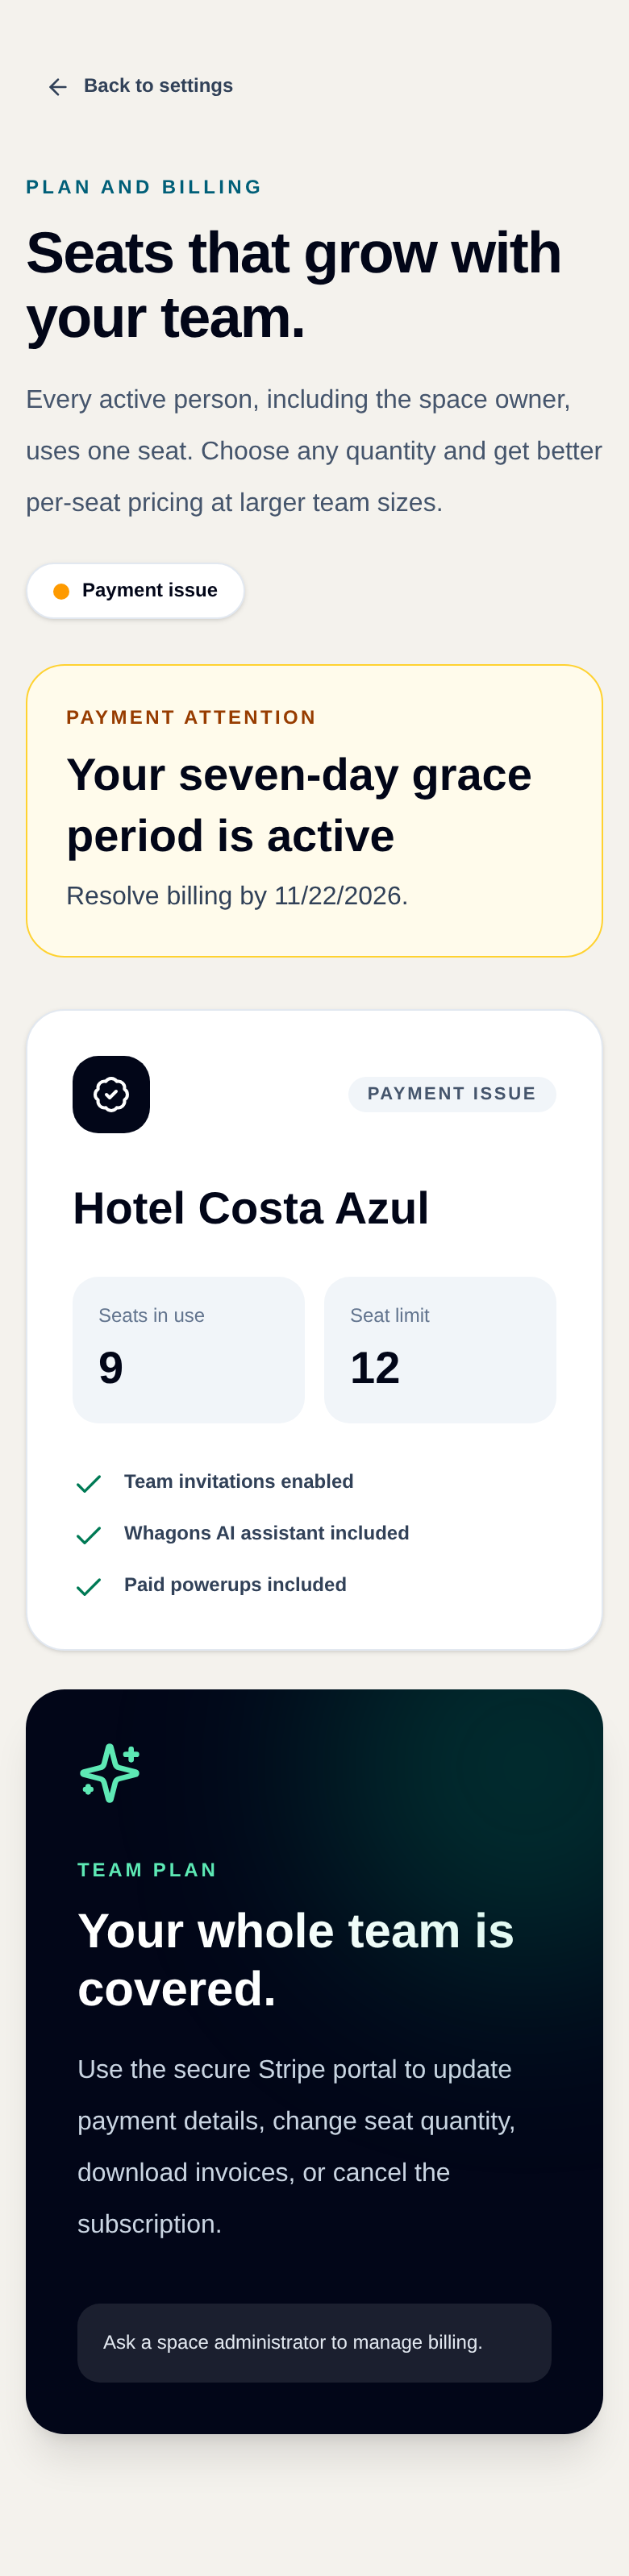 Back to settings
PLAN AND BILLING
Seats that grow with
your team.
Every active person, including the space owner,
uses one seat. Choose any quantity and get better
per-seat pricing at larger team sizes.
Payment issue
PAYMENT ATTENTION
Your seven-day grace
period is active
Resolve billing by 11/22/2026.
PAYMENT ISSUE
Hotel Costa Azul
Seats in use
9
Seat limit
12
Team invitations enabled
Whagons AI assistant included
Paid powerups included
TEAM PLAN
Your whole team is
covered.
Use the secure Stripe portal to update
payment details, change seat quantity,
download invoices, or cancel the
subscription.
Ask a space administrator to manage billing.